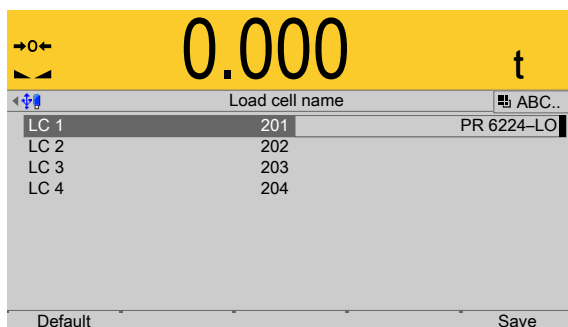 →0←
0.000
t
Load cell name
ABC..
LC 1 201 PR 6224–LO
LC 2 202
LC 3 203
LC 4 204
Default Save